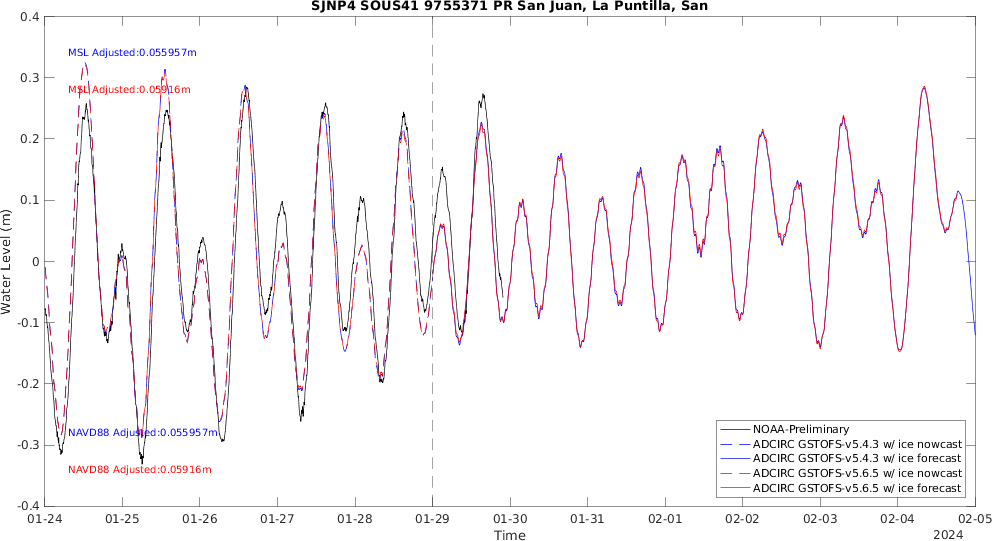 SJNP4 SOUS41 9755371 PR San Juan, La Puntilla, San
0.4
0.3
0.2
0.1
0
-0.1
-0.2
-0.3
-0.4
Water Level (m)
MSL Adjusted:0.055957m
MSL Adjusted:0.05916m
NAVD88 Adjusted:0.055957m
NAVD88 Adjusted:0.05916m
NOAA-Preliminary
ADCIRC GSTOFS-v5.4.3 w/ ice nowcast
ADCIRC GSTOFS-v5.4.3 w/ ice forecast
ADCIRC GSTOFS-v5.6.5 w/ ice nowcast
ADCIRC GSTOFS-v5.6.5 w/ ice forecast
01-24 01-25 01-26 01-27 01-28 01-29 01-30 01-31 02-01 02-02 02-03 02-04 02-05
Time
2024